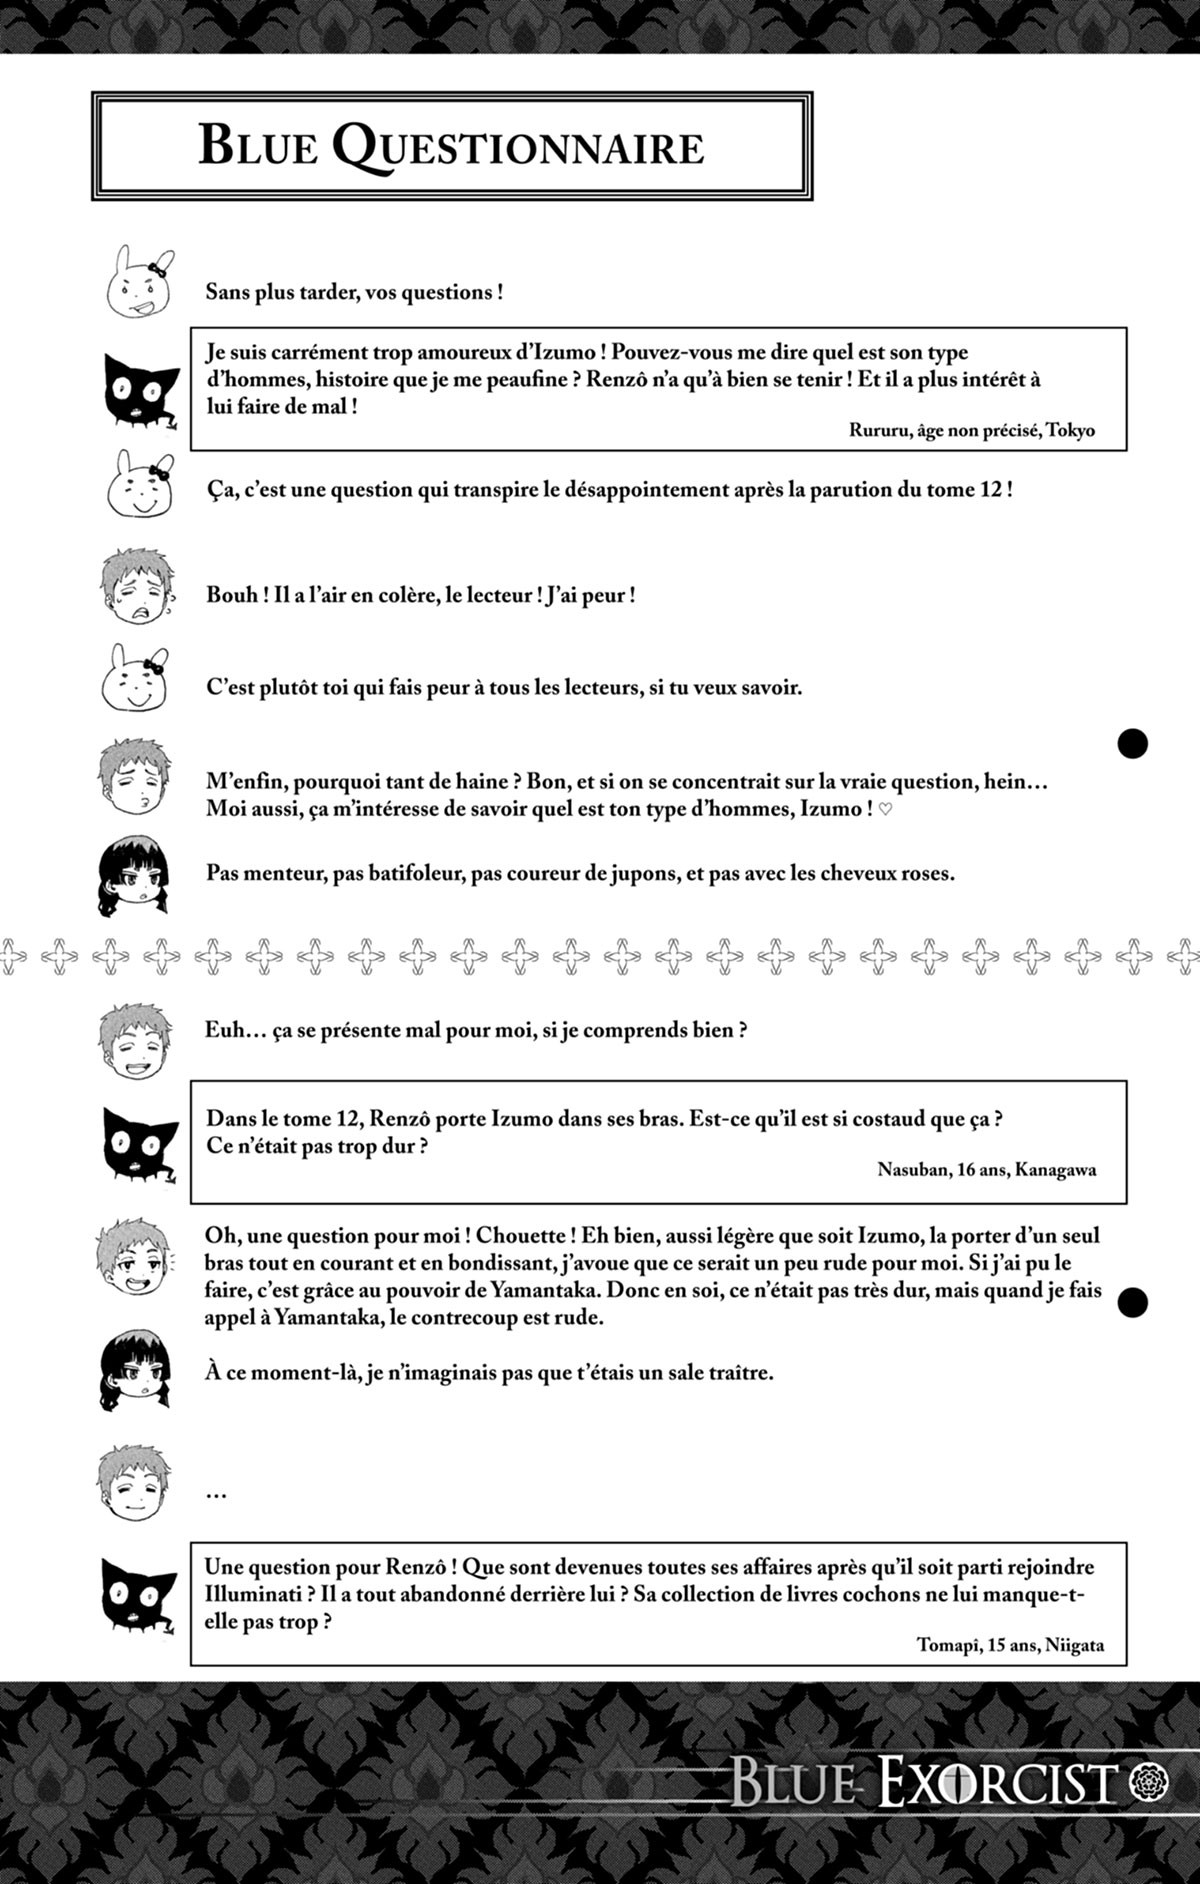 BLUE QUESTIONNAIRE
Sans plus tarder, vos questions !
Je suis carrément trop amoureux d’Izumo ! Pouvez-vous me dire quel est son type
d’hommes, histoire que je me peaufine ? Renzô n’a qu’à bien se tenir ! Et il a plus intérêt à
lui faire de mal !
Rururu, âge non précisé, Tokyo
Ça, c’est une question qui transpire le désappointement après la parution du tome 12 !
Bouh ! Il a l’air en colère, le lecteur ! J’ai peur !
C’est plutôt toi qui fais peur à tous les lecteurs, si tu veux savoir.
M’enfin, pourquoi tant de haine ? Bon, et si on se concentrait sur la vraie question, hein…
Moi aussi, ça m’intéresse de savoir quel est ton type d’hommes, Izumo ! ♡
Pas menteur, pas batifoleur, pas coureur de jupons, et pas avec les cheveux roses.
Euh… ça se présente mal pour moi, si je comprends bien ?
Dans le tome 12, Renzô porte Izumo dans ses bras. Est-ce qu’il est si costaud que ça ?
Ce n’était pas trop dur ?
Nasuban, 16 ans, Kanagawa
Oh, une question pour moi ! Chouette ! Eh bien, aussi légère que soit Izumo, la porter d’un seul
bras tout en courant et en bondissant, j’avoue que ce serait un peu rude pour moi. Si j’ai pu le
faire, c’est grâce au pouvoir de Yamantaka. Donc en soi, ce n’était pas très dur, mais quand je fais
appel à Yamantaka, le contrecoup est rude.
À ce moment-là, je n’imaginais pas que t’étais un sale traître.
…
Une question pour Renzô ! Que sont devenues toutes ses affaires après qu’il soit parti rejoindre
Illuminati ? Il a tout abandonné derrière lui ? Sa collection de livres cochons ne lui manque-t-
elle pas trop ?
Tomapî, 15 ans, Niigata
BLUE EXORCIST